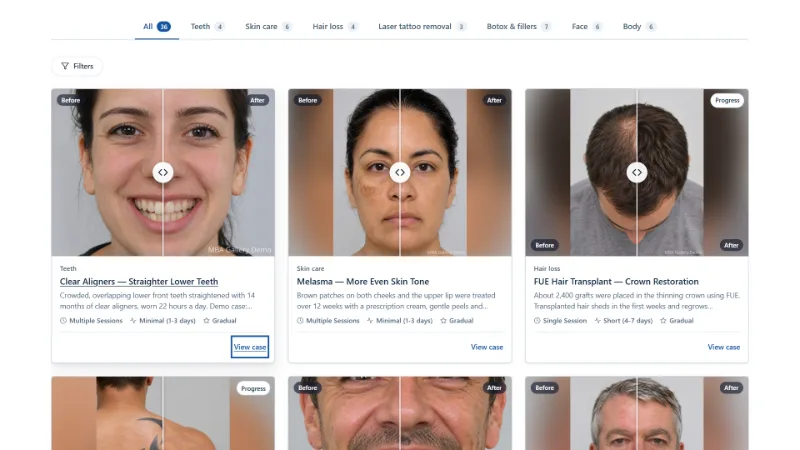 All 36
Teeth 4
Skin care 6
Hair loss 4
Laser tattoo removal 3
Botox & fillers 7
Face 6
Body 6
Filters
Before
After
MBA Gallery Demo
Teeth
Clear Aligners — Straighter Lower Teeth
Crowded, overlapping lower front teeth straightened with 14
months of clear aligners, worn 22 hours a day. Demo case:...
Multiple Sessions
Minimal (1-3 days)
Gradual
View case
Before
After
Skin care
Melasma — More Even Skin Tone
Brown patches on both cheeks and the upper lip were treated
over 12 weeks with a prescription cream, gentle peels and...
Multiple Sessions
Minimal (1-3 days)
Gradual
View case
Progress
Before
After
Hair loss
FUE Hair Transplant — Crown Restoration
About 2,400 grafts were placed in the thinning crown using FUE.
Transplanted hair sheds in the first weeks and regrows...
Single Session
Short (4-7 days)
Gradual
View case
Progress
Before
After
Before
After